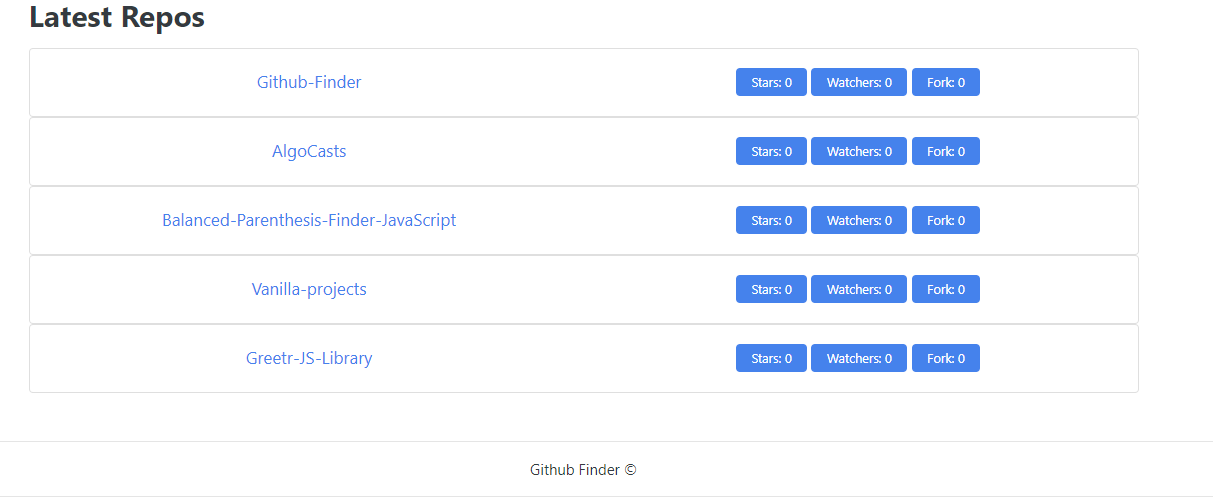 Latest Repos
Github-Finder Stars: 0 Watchers: 0 Fork: 0
AlgoCasts Stars: 0 Watchers: 0 Fork: 0
Balanced-Parenthesis-Finder-JavaScript Stars: 0 Watchers: 0 Fork: 0
Vanilla-projects Stars: 0 Watchers: 0 Fork: 0
Greetr-JS-Library Stars: 0 Watchers: 0 Fork: 0
Github Finder ©